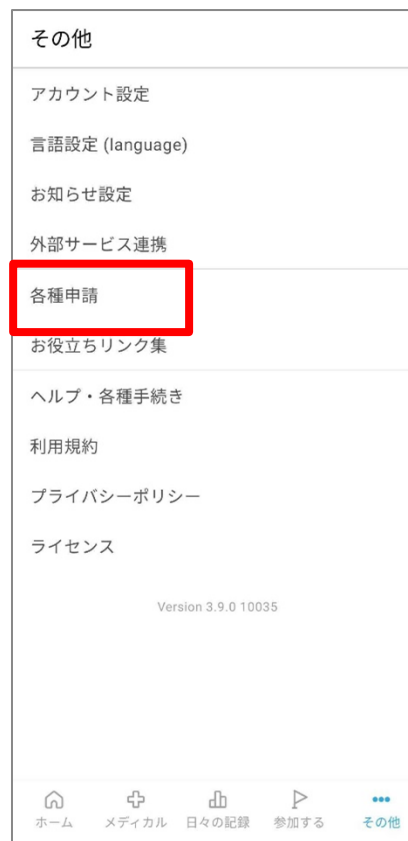 その他
アカウント設定
言語設定 (language)
お知らせ設定
外部サービス連携
各種申請
お役立ちリンク集
ヘルプ・各種手続き
利用規約
プライバシーポリシー
ライセンス
Version 3.9.0 10035
ホーム メディカル 日々の記録 参加する その他